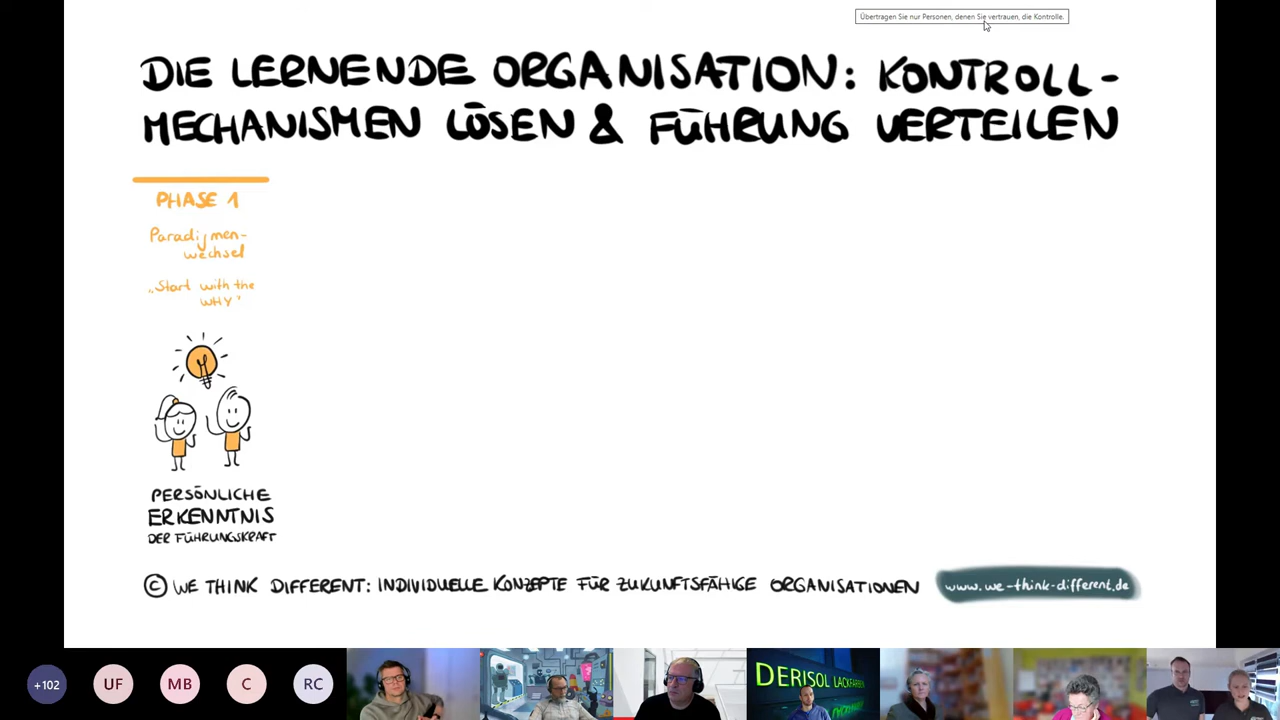 Übertragen Sie nur Personen, denen Sie vertrauen, die Kontrolle.
DIE LERNENDE ORGANISATION: KONTROLL-
MECHANISMEN LÖSEN & FÜHRUNG VERTEILEN
PHASE 1
Paradigmen-
wechsel
„Start with the
WHY"
PERSÖNLICHE
ERKENNTNIS
DER FÜHRUNGSKRAFT
© WE THINK DIFFERENT: INDIVIDUELLE KONZEPTE FÜR ZUKUNFTSFÄHIGE ORGANISATIONEN
www.we-think-different.de
+102
UF
MB
C
RC
DERISOL LACKFARBEN